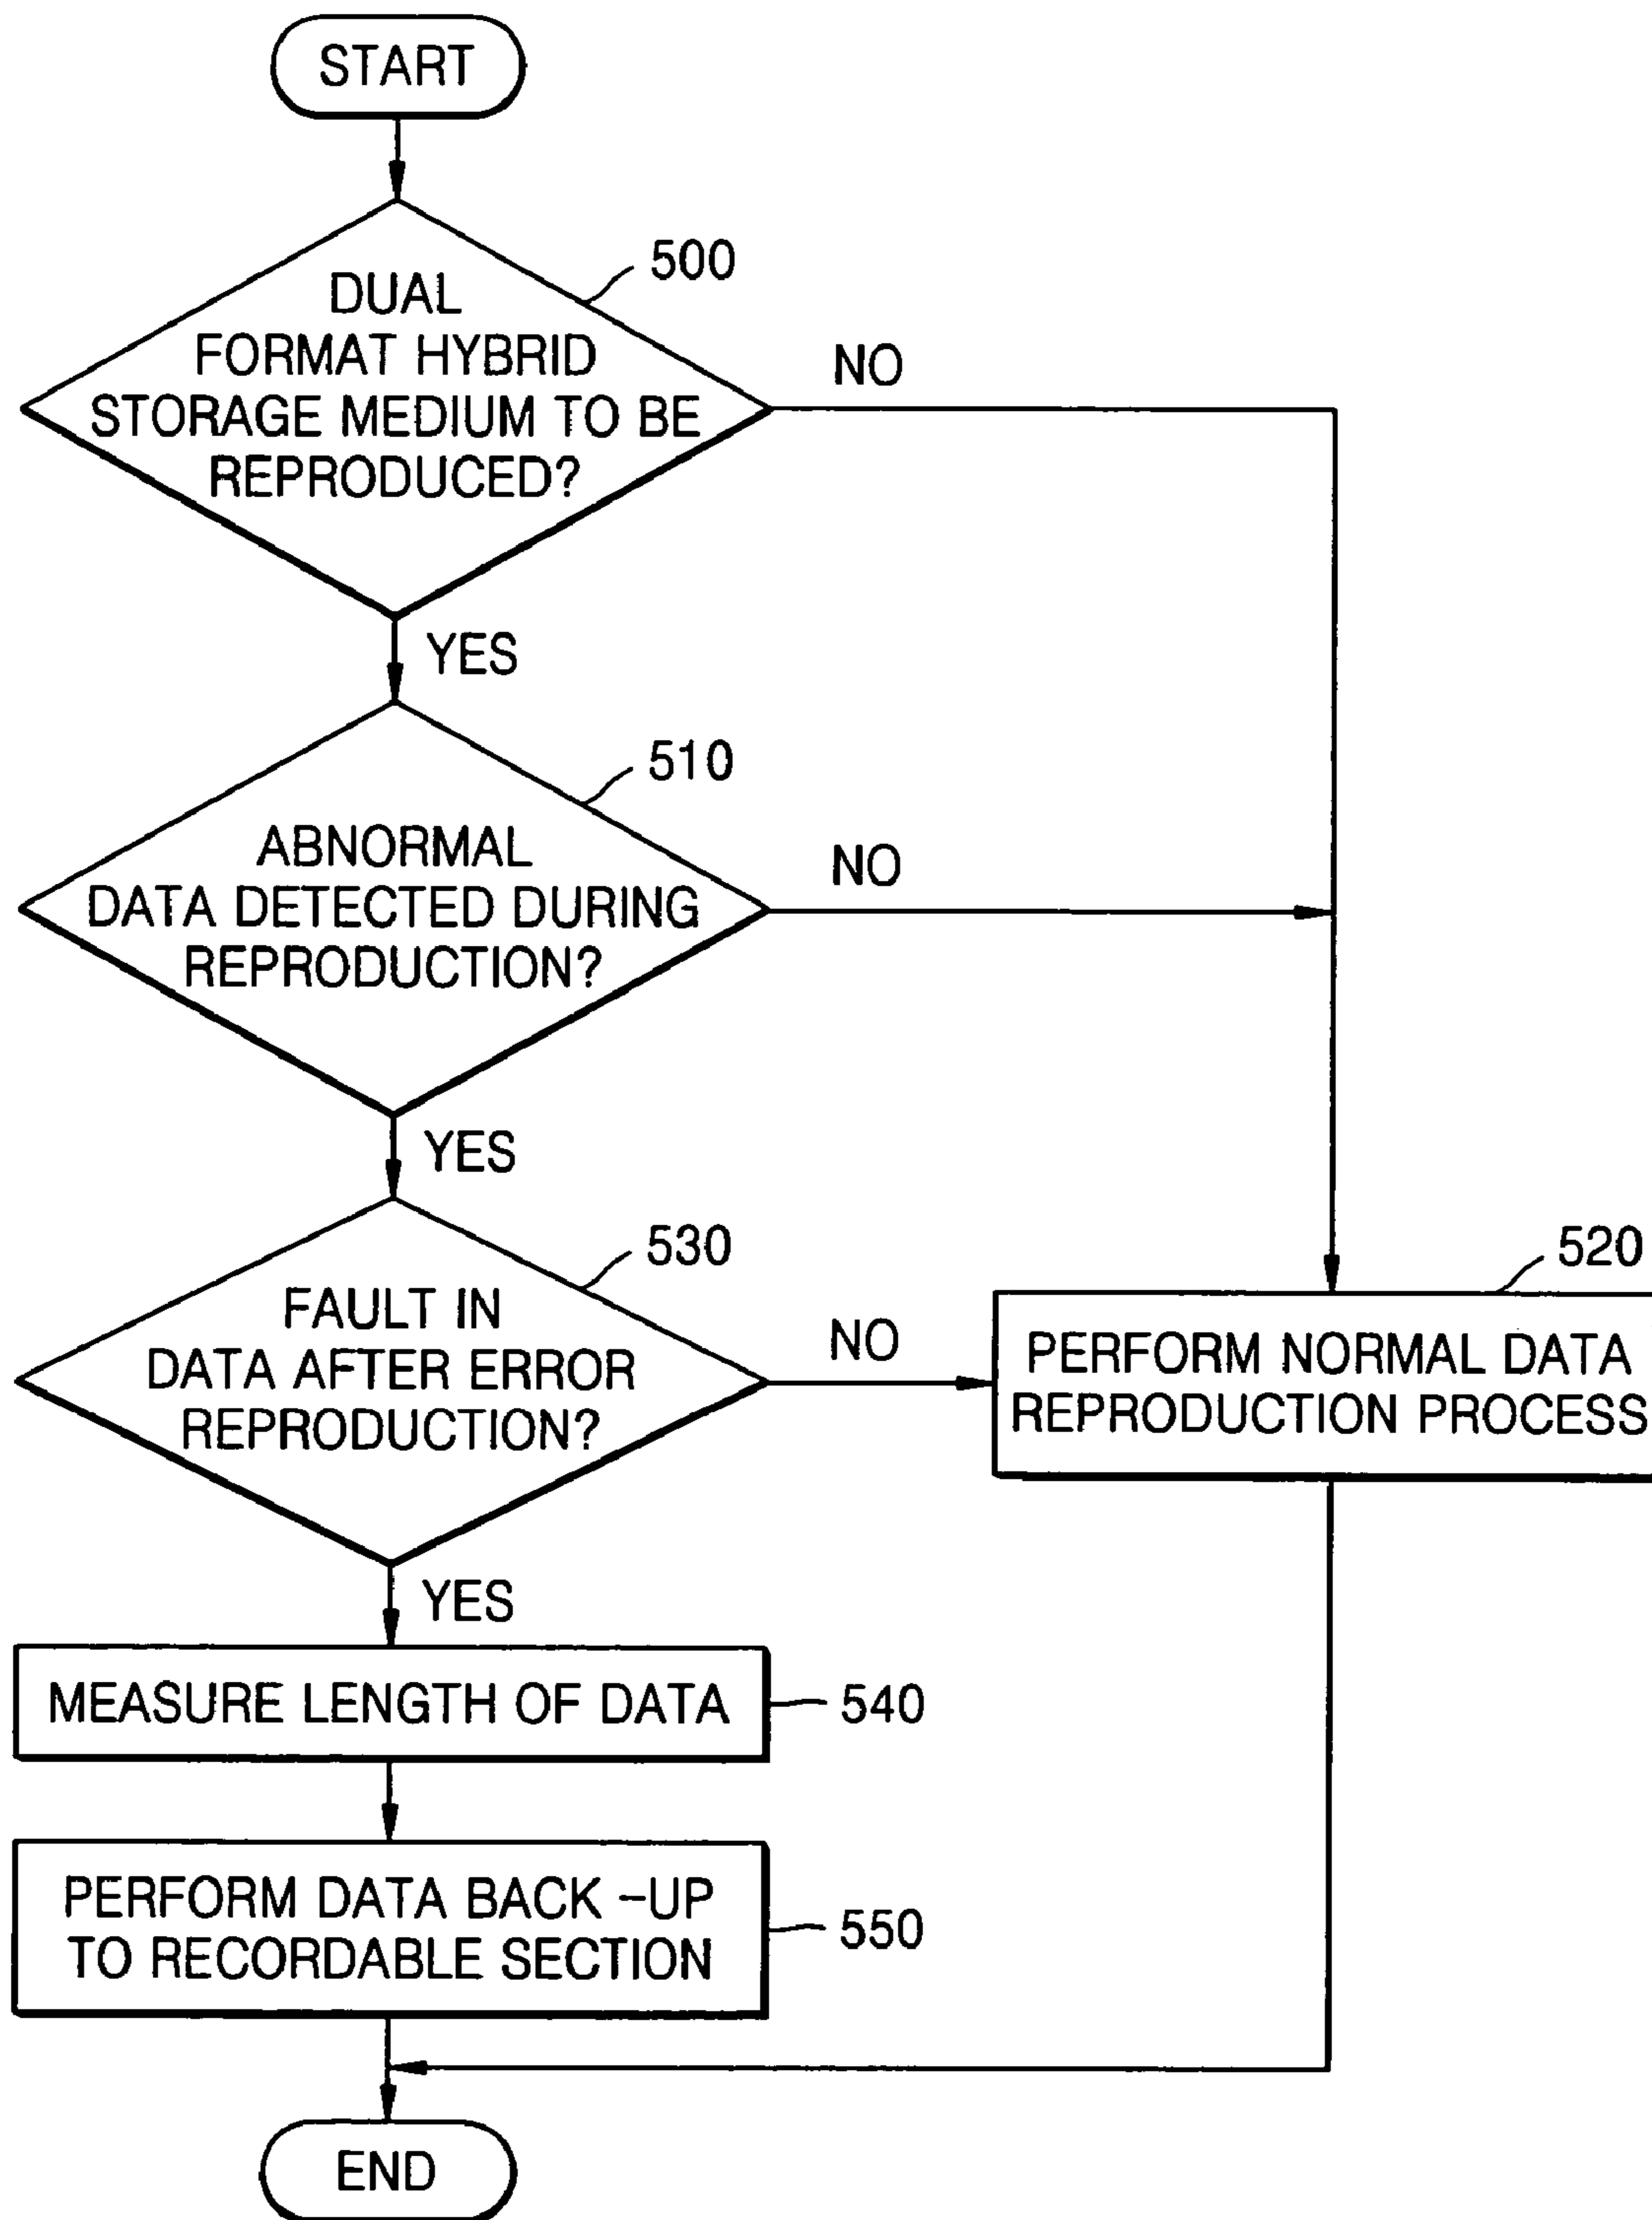 START
500
DUAL
FORMAT HYBRID
STORAGE MEDIUM TO BE
REPRODUCED?
NO
YES
510
ABNORMAL
DATA DETECTED DURING
REPRODUCTION?
NO
YES
530
FAULT IN
DATA AFTER ERROR
REPRODUCTION?
NO
520
PERFORM NORMAL DATA
REPRODUCTION PROCESS
YES
MEASURE LENGTH OF DATA
540
PERFORM DATA BACK -UP
TO RECORDABLE SECTION
550
END